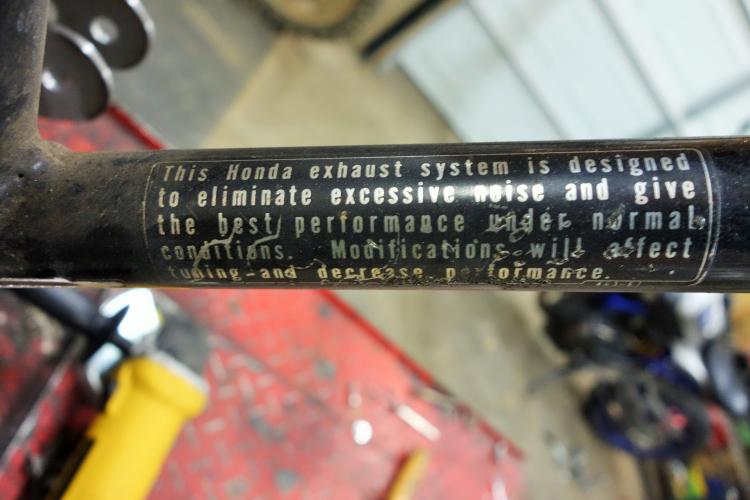 This Honda exhaust system is designed
to eliminate excessive noise and give
the best performance under normal
conditions. Modifications will affect
tuning and decrease performance.